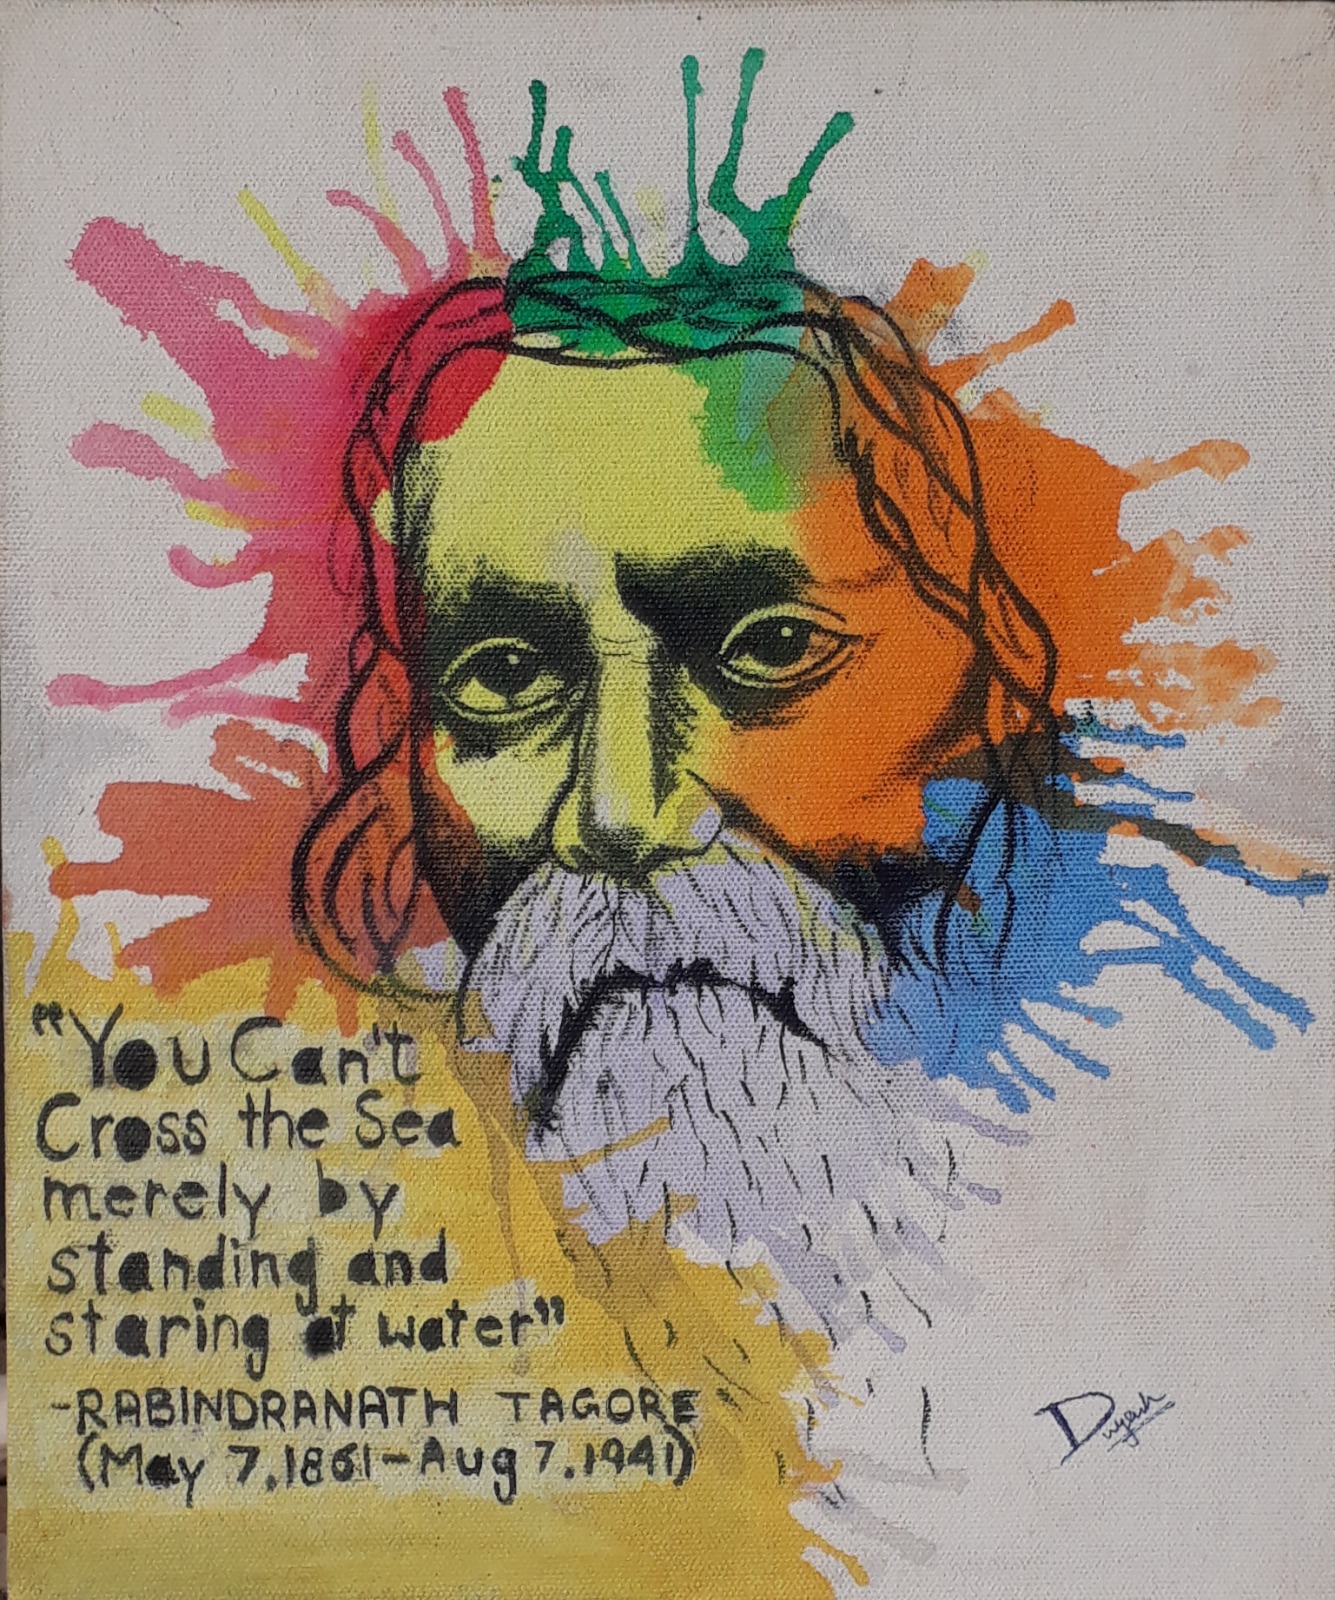 "You Can't
Cross the Sea
merely by
standing and
staring at water"
-RABINDRANATH TAGORE
(May 7,1861-Aug 7.1941)